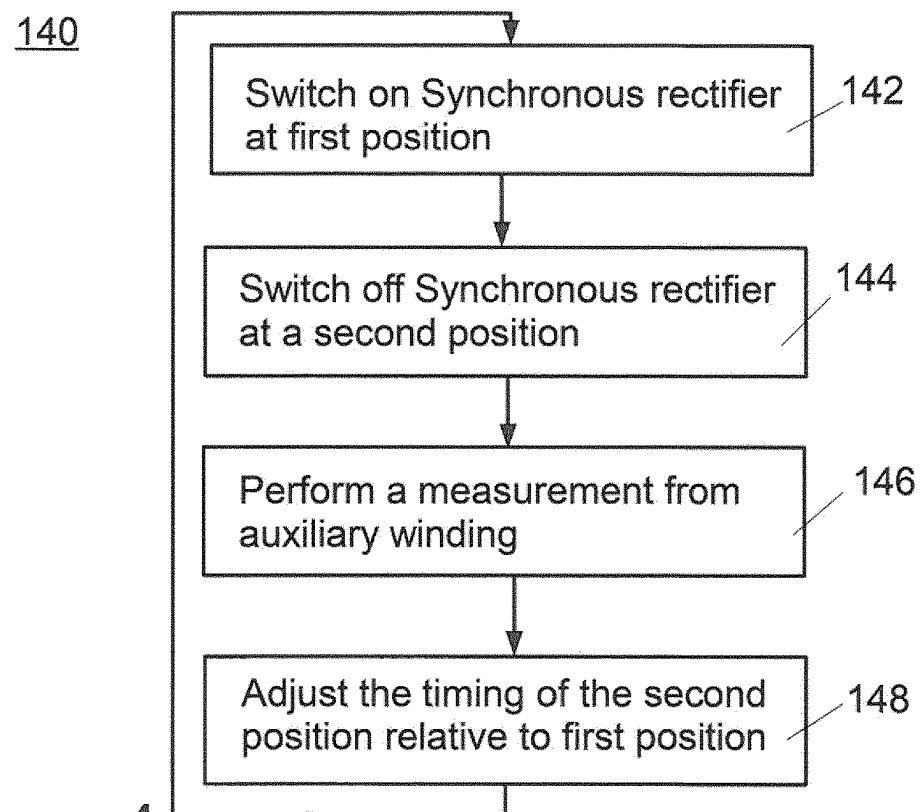 140
Switch on Synchronous rectifier
at first position
142
Switch off Synchronous rectifier
at a second position
144
Perform a measurement from
auxiliary winding
146
Adjust the timing of the second
position relative to first position
148